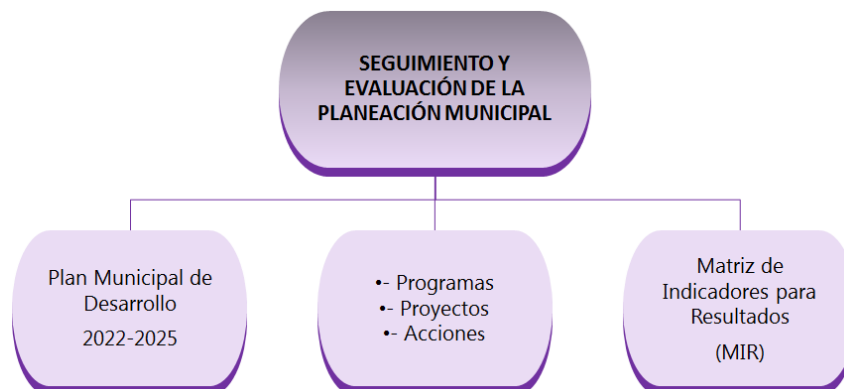 SEGUIMIENTO Y
EVALUACIÓN DE LA
PLANEACIÓN MUNICIPAL
Plan Municipal de
Desarrollo
2022-2025
•- Programas
•- Proyectos
•- Acciones
Matriz de
Indicadores para
Resultados
(MIR)